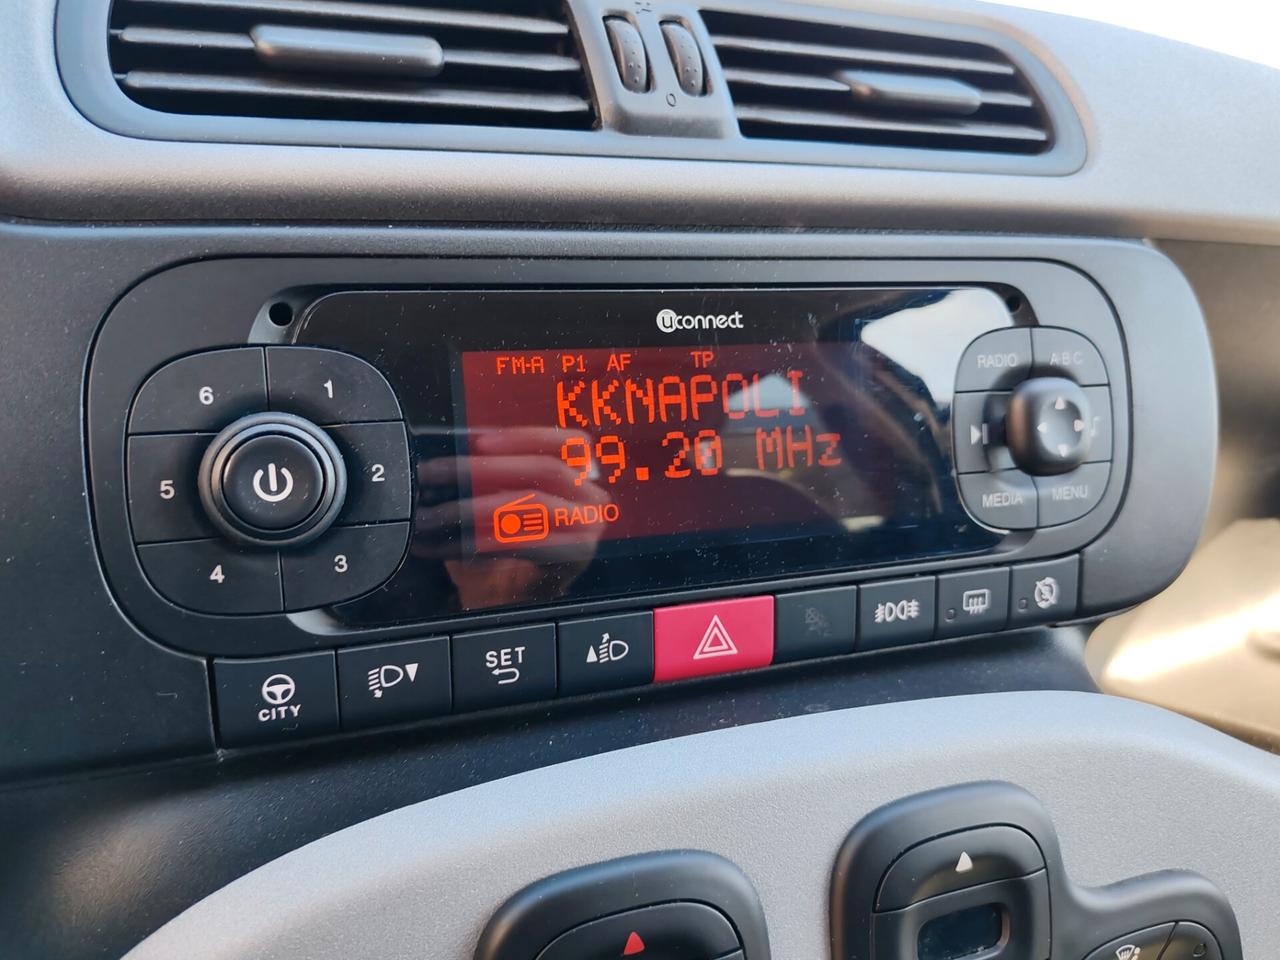 uconnect
FM-A P1 AF TP
KKNAPOLI
99.20 MHz
RADIO
6
1
5
2
4
3
RADIO
A·B·C
MEDIA
MENU
CITY
SET